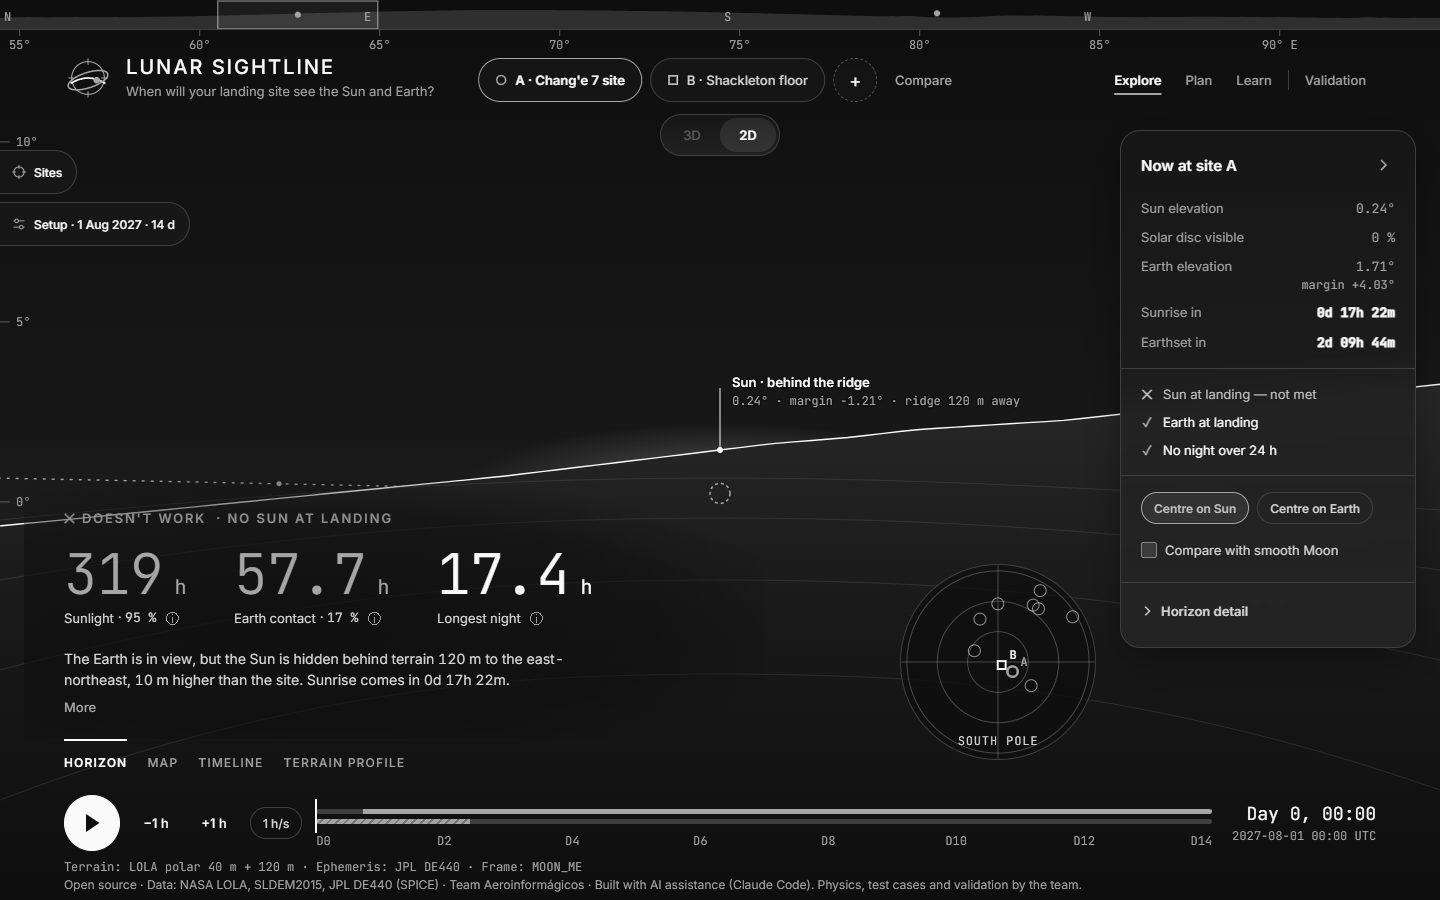 N E S W
55° 60° 65° 70° 75° 80° 85° 90° E
LUNAR SIGHTLINE
When will your landing site see the Sun and Earth?
A · Chang'e 7 site
B · Shackleton floor
+
Compare
Explore
Plan
Learn
Validation
3D 2D
10°
Sites
Setup · 1 Aug 2027 · 14 d
5°
0°
Now at site A
Sun elevation 0.24°
Solar disc visible 0 %
Earth elevation 1.71°
margin +4.03°
Sunrise in 0d 17h 22m
Earthset in 2d 09h 44m
Sun at landing — not met
Earth at landing
No night over 24 h
Centre on Sun
Centre on Earth
Compare with smooth Moon
Horizon detail
Sun · behind the ridge
0.24° · margin -1.21° · ridge 120 m away
DOESN'T WORK · NO SUN AT LANDING
319 h
Sunlight · 95 %
57.7 h
Earth contact · 17 %
17.4 h
Longest night
The Earth is in view, but the Sun is hidden behind terrain 120 m to the east-
northeast, 10 m higher than the site. Sunrise comes in 0d 17h 22m.
More
B A
SOUTH POLE
HORIZON MAP TIMELINE TERRAIN PROFILE
−1 h
+1 h
1 h/s
D0 D2 D4 D6 D8 D10 D12 D14
Day 0, 00:00
2027-08-01 00:00 UTC
Terrain: LOLA polar 40 m + 120 m · Ephemeris: JPL DE440 · Frame: MOON_ME
Open source · Data: NASA LOLA, SLDEM2015, JPL DE440 (SPICE) · Team Aeroinformágicos · Built with AI assistance (Claude Code). Physics, test cases and validation by the team.